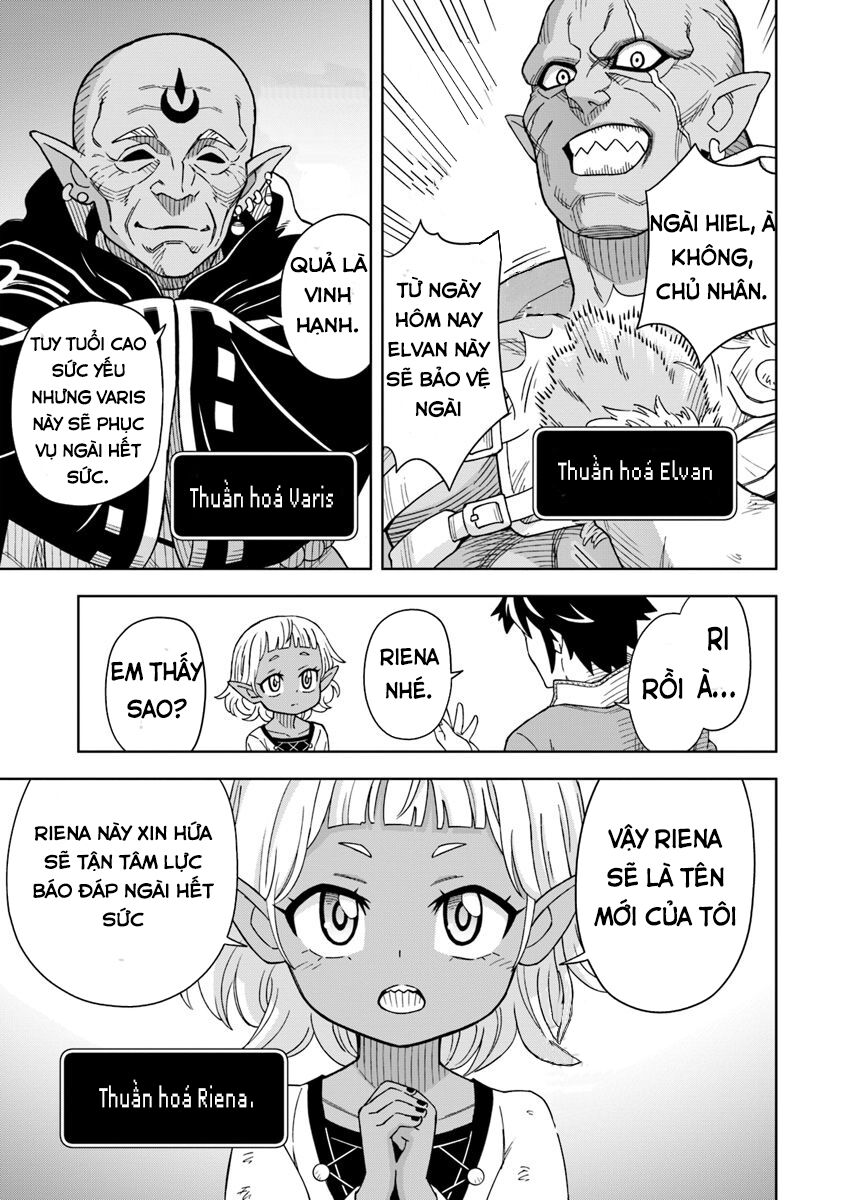 NGÀI HIEL, À
KHÔNG,
CHỦ NHÂN.
TỪ NGÀY
HÔM NAY
ELVAN NÀY
SẼ BẢO VỆ
NGÀI
Thuần hoá Elvan
QUẢ LÀ
VINH
HẠNH.
TUY TUỔI CAO
SỨC YẾU
NHƯNG VARIS
NÀY SẼ PHỤC
VỤ NGÀI HẾT
SỨC.
Thuần hoá Varis
RI
RỒI À...
RIENA
NHÉ.
EM THẤY
SAO?
VẬY RIENA
SẼ LÀ TÊN
MỚI CỦA TÔI
RIENA NÀY XIN HỨA
SẼ TẬN TÂM LỰC
BÁO ĐÁP NGÀI HẾT
SỨC
Thuần hoá Riena.